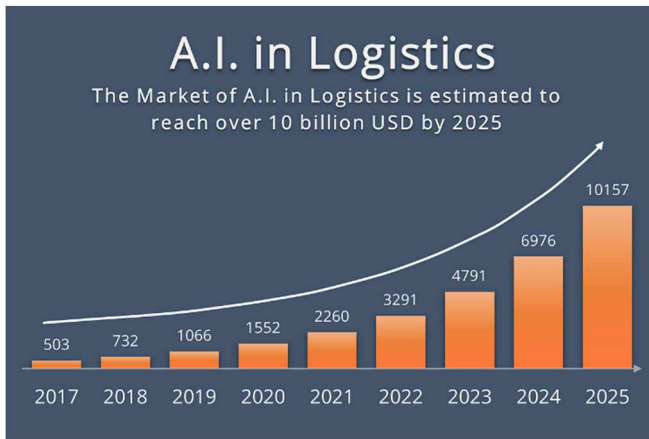 A.I. in Logistics
The Market of A.I. in Logistics is estimated to
reach over 10 billion USD by 2025
10157
6976
4791
3291
2260
1552
1066
732
503
2017 2018 2019 2020 2021 2022 2023 2024 2025